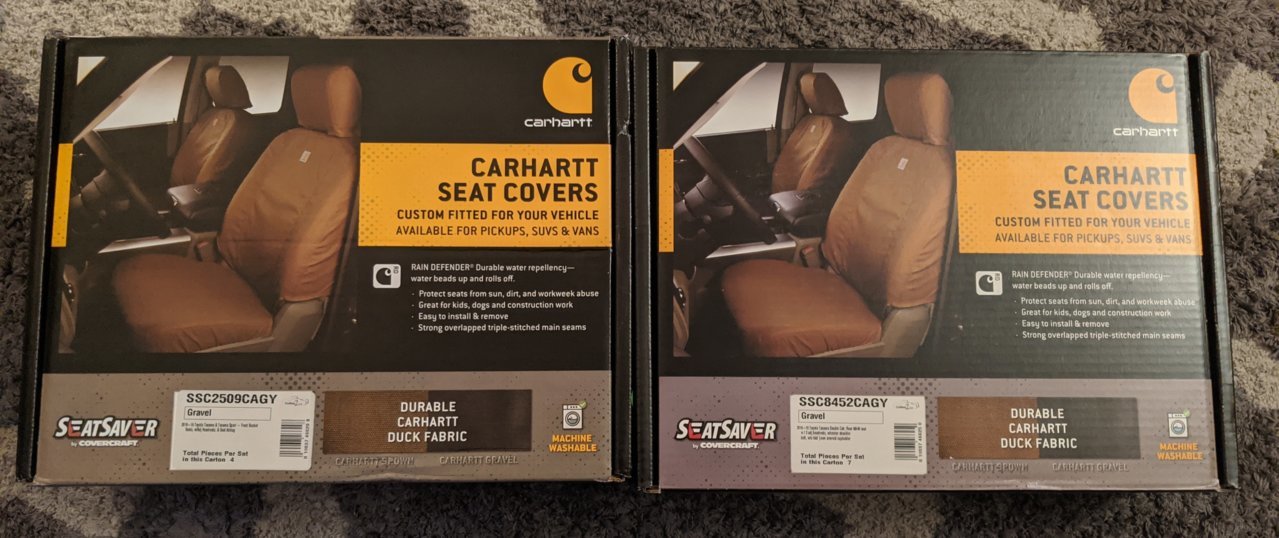 carhartt
CARHARTT
SEAT COVERS
CUSTOM FITTED FOR YOUR VEHICLE
AVAILABLE FOR PICKUPS, SUVS & VANS
RAIN DEFENDER® Durable water repellency—
water beads up and rolls off.
· Protect seats from sun, dirt, and workweek abuse
· Great for kids, dogs and construction work
· Easy to install & remove
· Strong overlapped triple-stitched main seams
SEATSAVER
by COVERCRAFT
SSC2509CAGY
Gravel
Total Pieces Per Set
in this Carton 4
DURABLE
CARHARTT
DUCK FABRIC
CARHARTT GRAVEL
MACHINE
WASHABLE
carhartt
CARHARTT
SEAT COVERS
CUSTOM FITTED FOR YOUR VEHICLE
AVAILABLE FOR PICKUPS, SUVS & VANS
RAIN DEFENDER® Durable water repellency—
water beads up and rolls off.
· Protect seats from sun, dirt, and workweek abuse
· Great for kids, dogs and construction work
· Easy to install & remove
· Strong overlapped triple-stitched main seams
SEATSAVER
by COVERCRAFT
SSC8452CAGY
Gravel
Total Pieces Per Set
in this Carton 7
DURABLE
CARHARTT
DUCK FABRIC
CARHARTT GRAVEL
MACHINE
WASHABLE